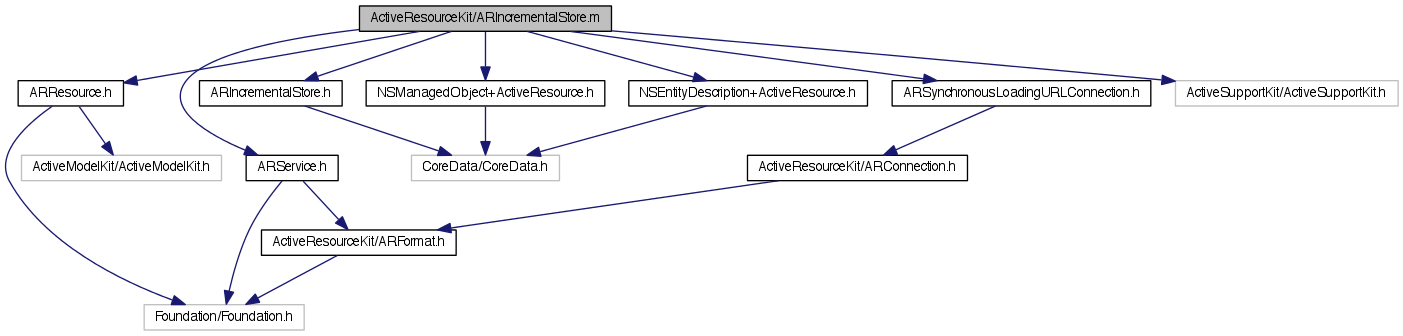 ActiveResourceKit/ARIncrementalStore.m
ARResource.h
ARIncrementalStore.h
NSManagedObject+ActiveResource.h
NSEntityDescription+ActiveResource.h
ARSynchronousLoadingURLConnection.h
ActiveSupportKit/ActiveSupportKit.h
ActiveModelKit/ActiveModelKit.h
ARService.h
CoreData/CoreData.h
ActiveResourceKit/ARConnection.h
ActiveResourceKit/ARFormat.h
Foundation/Foundation.h